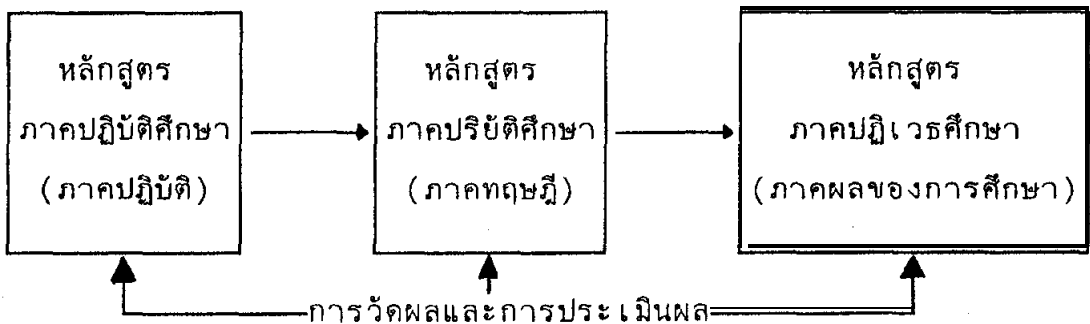 หลักสูตร
ภาคปฏิบัติศึกษา
(ภาคปฏิบัติ)
หลักสูตร
ภาคปริยัติศึกษา
(ภาคทฤษฎี)
หลักสูตร
ภาคปฏิเวธศึกษา
(ภาคผลของการศึกษา)
การวัดผลและการประเมินผล